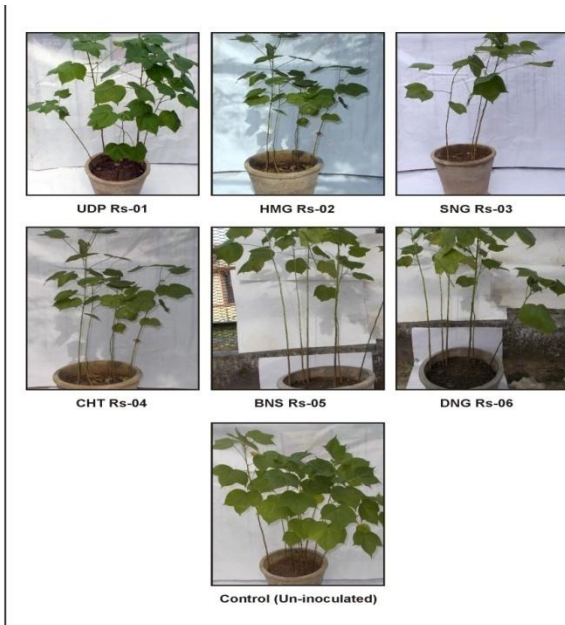 UDP Rs-01
HMG Rs-02
SNG Rs-03
CHT Rs-04
BNS Rs-05
DNG Rs-06
Control (Un-inoculated)